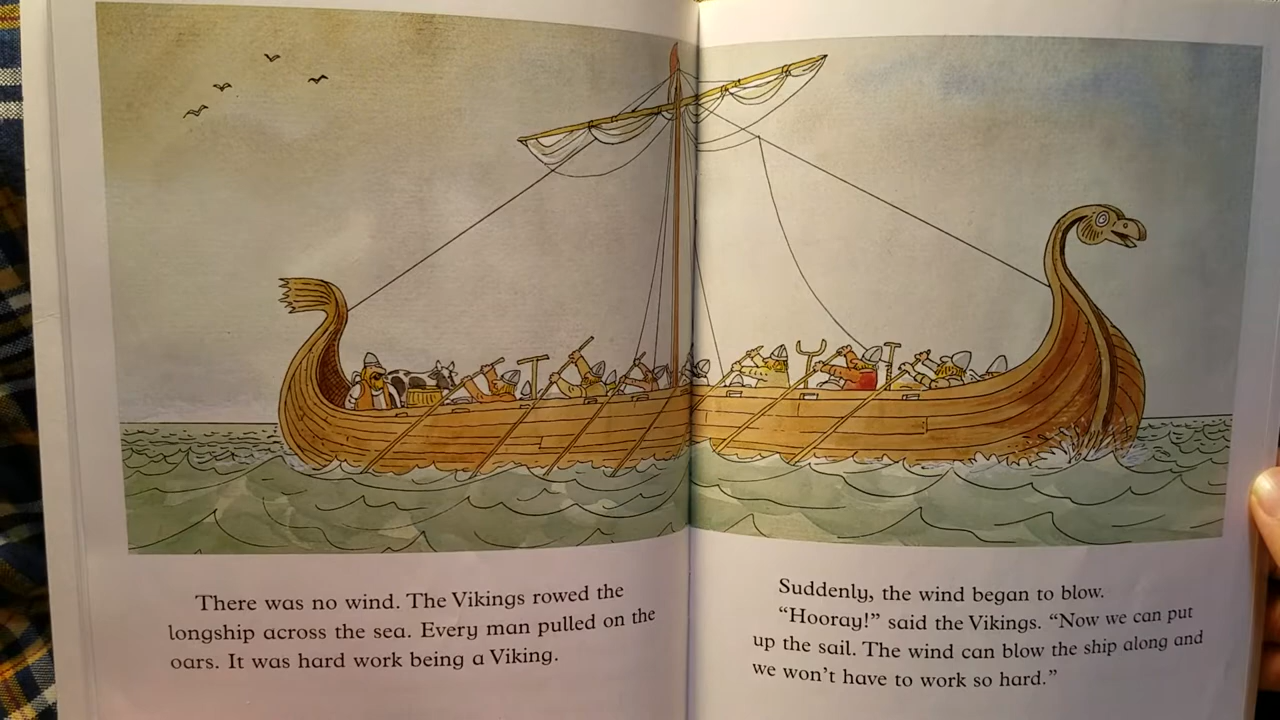 There was no wind. The Vikings rowed the
longship across the sea. Every man pulled on the
oars. It was hard work being a Viking.
Suddenly, the wind began to blow.
“Hooray!” said the Vikings. “Now we can put
up the sail. The wind can blow the ship along and
we won’t have to work so hard.”